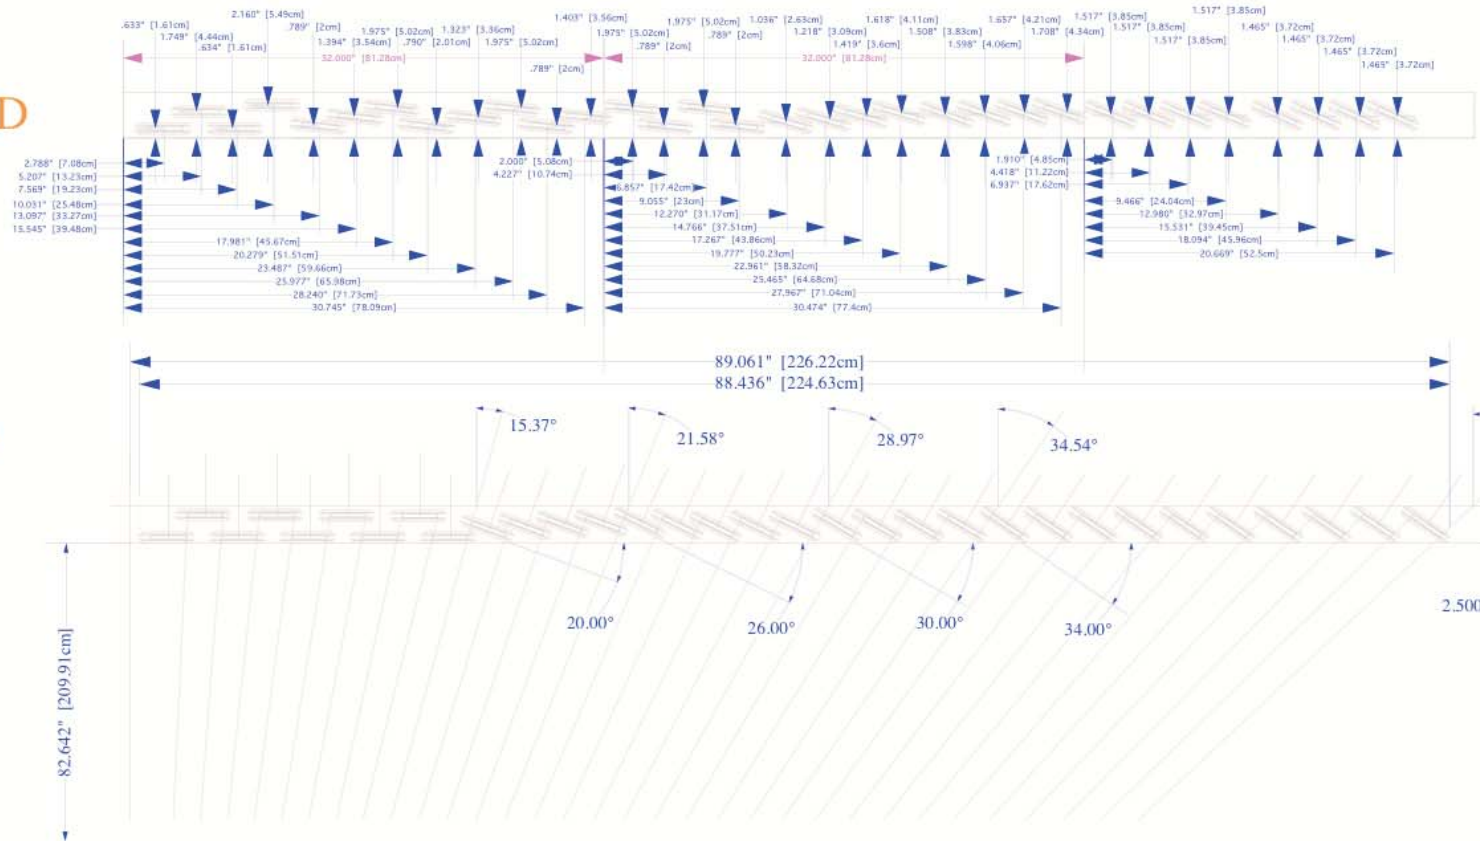 2.160" [5.49cm]
1.517" [3.85cm]
.633" [1.61cm]
.789" [2cm]
1.403" [3.56cm]
1.975" [5.02cm]
1.036" [2.63cm]
1.618" [4.11cm]
1.657" [4.21cm]
1.517" [3.85cm]
1.749" [4.44cm]
1.975" [5.02cm]
1.323" [3.36cm]
1.975" [5.02cm]
.789" [2cm]
1.218" [3.09cm]
1.508" [3.83cm]
1.708" [4.34cm]
1.517" [3.85cm]
1.465" [3.72cm]
.634" [1.61cm]
1.394" [3.54cm]
.790" [2.01cm]
1.975" [5.02cm]
.789" [2cm]
1.419" [3.6cm]
1.598" [4.06cm]
1.517" [3.85cm]
1.465" [3.72cm]
1.465" [3.72cm]
32.000" [81.28cm]
32.000" [81.28cm]
.789" [2cm]
1.465" [3.72cm]
D
2.788" [7.08cm]
2.000" [5.08cm]
1.910" [4.85cm]
5.207" [13.23cm]
4.227" [10.74cm]
4.418" [11.22cm]
7.569" [19.23cm]
6.857" [17.42cm]
6.937" [17.62cm]
10.031" [25.48cm]
9.055" [23cm]
9.466" [24.04cm]
13.097" [33.27cm]
12.270" [31.17cm]
12.980" [32.97cm]
15.545" [39.48cm]
14.766" [37.51cm]
15.531" [39.45cm]
17.981" [45.67cm]
17.267" [43.86cm]
18.094" [45.96cm]
20.279" [51.51cm]
19.777" [50.23cm]
20.669" [52.5cm]
23.487" [59.66cm]
22.961" [58.32cm]
25.977" [65.98cm]
25.465" [64.68cm]
28.240" [71.73cm]
27.967" [71.04cm]
30.745" [78.09cm]
30.474" [77.4cm]
89.061" [226.22cm]
88.436" [224.63cm]
15.37°
21.58°
28.97°
34.54°
20.00°
26.00°
30.00°
34.00°
2.500
82.642" [209.91cm]